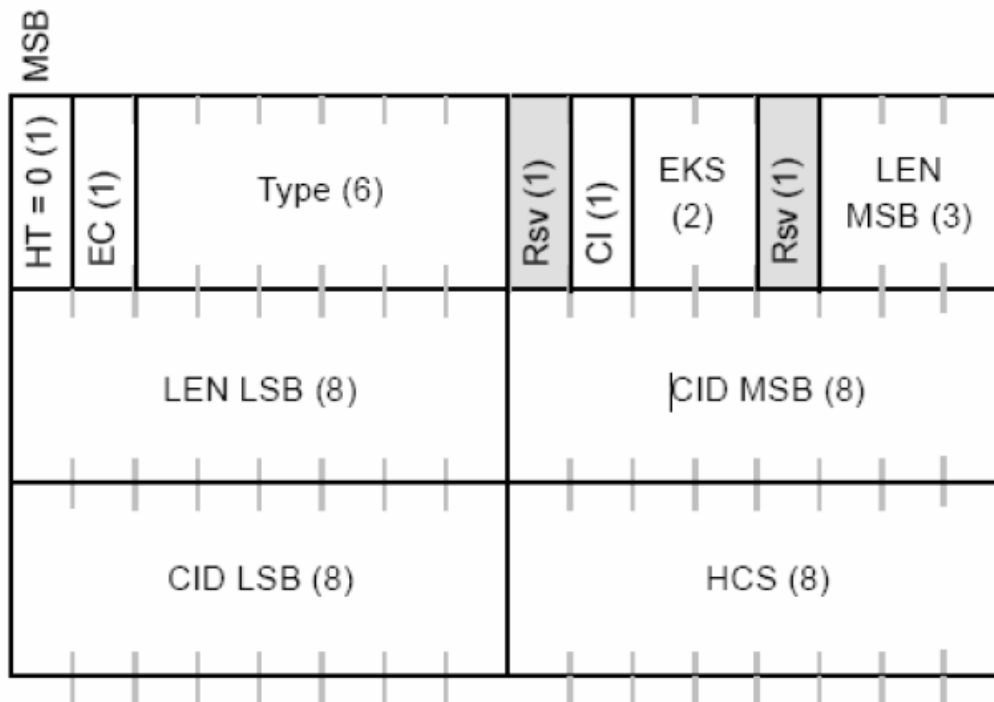 MSB
HT = 0 (1)
EC (1)
Type (6)
Rsv (1)
CI (1)
EKS
(2)
Rsv (1)
LEN
MSB (3)
LEN LSB (8)
CID MSB (8)
CID LSB (8)
HCS (8)